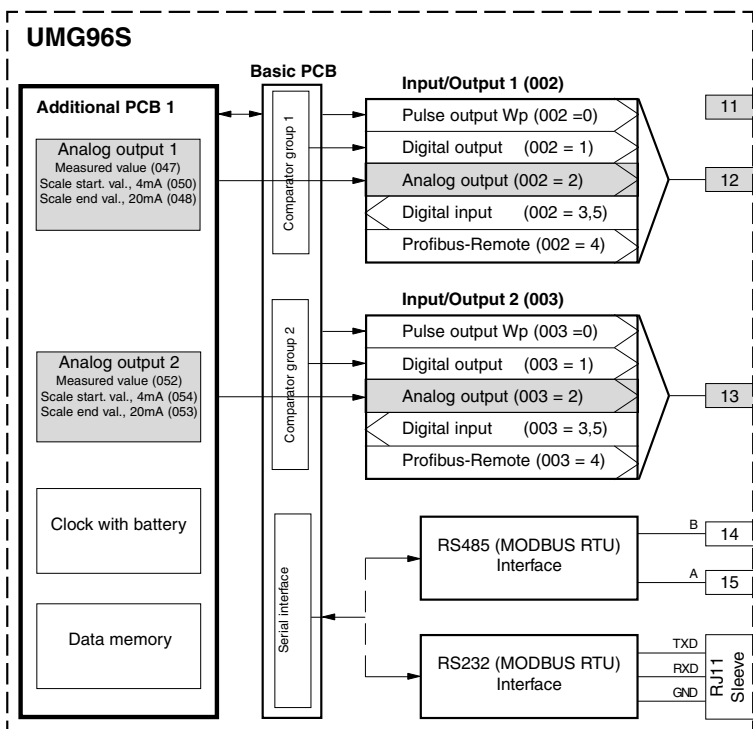 UMG96S
Basic PCB
Additional PCB 1
Analog output 1
Measured value (047)
Scale start. val., 4mA (050)
Scale end val., 20mA (048)
Analog output 2
Measured value (052)
Scale start. val., 4mA (054)
Scale end val., 20mA (053)
Clock with battery
Data memory
Comparator group 1
Comparator group 2
Serial interface
Input/Output 1 (002)
Pulse output Wp (002 =0)
Digital output (002 = 1)
Analog output (002 = 2)
Digital input (002 = 3,5)
Profibus-Remote (002 = 4)
11
12
Input/Output 2 (003)
Pulse output Wp (003 =0)
Digital output (003 = 1)
Analog output (003 = 2)
Digital input (003 = 3,5)
Profibus-Remote (003 = 4)
13
RS485 (MODBUS RTU)
Interface
B
14
A
15
RS232 (MODBUS RTU)
Interface
TXD
RXD
GND
RJ11
Sleeve